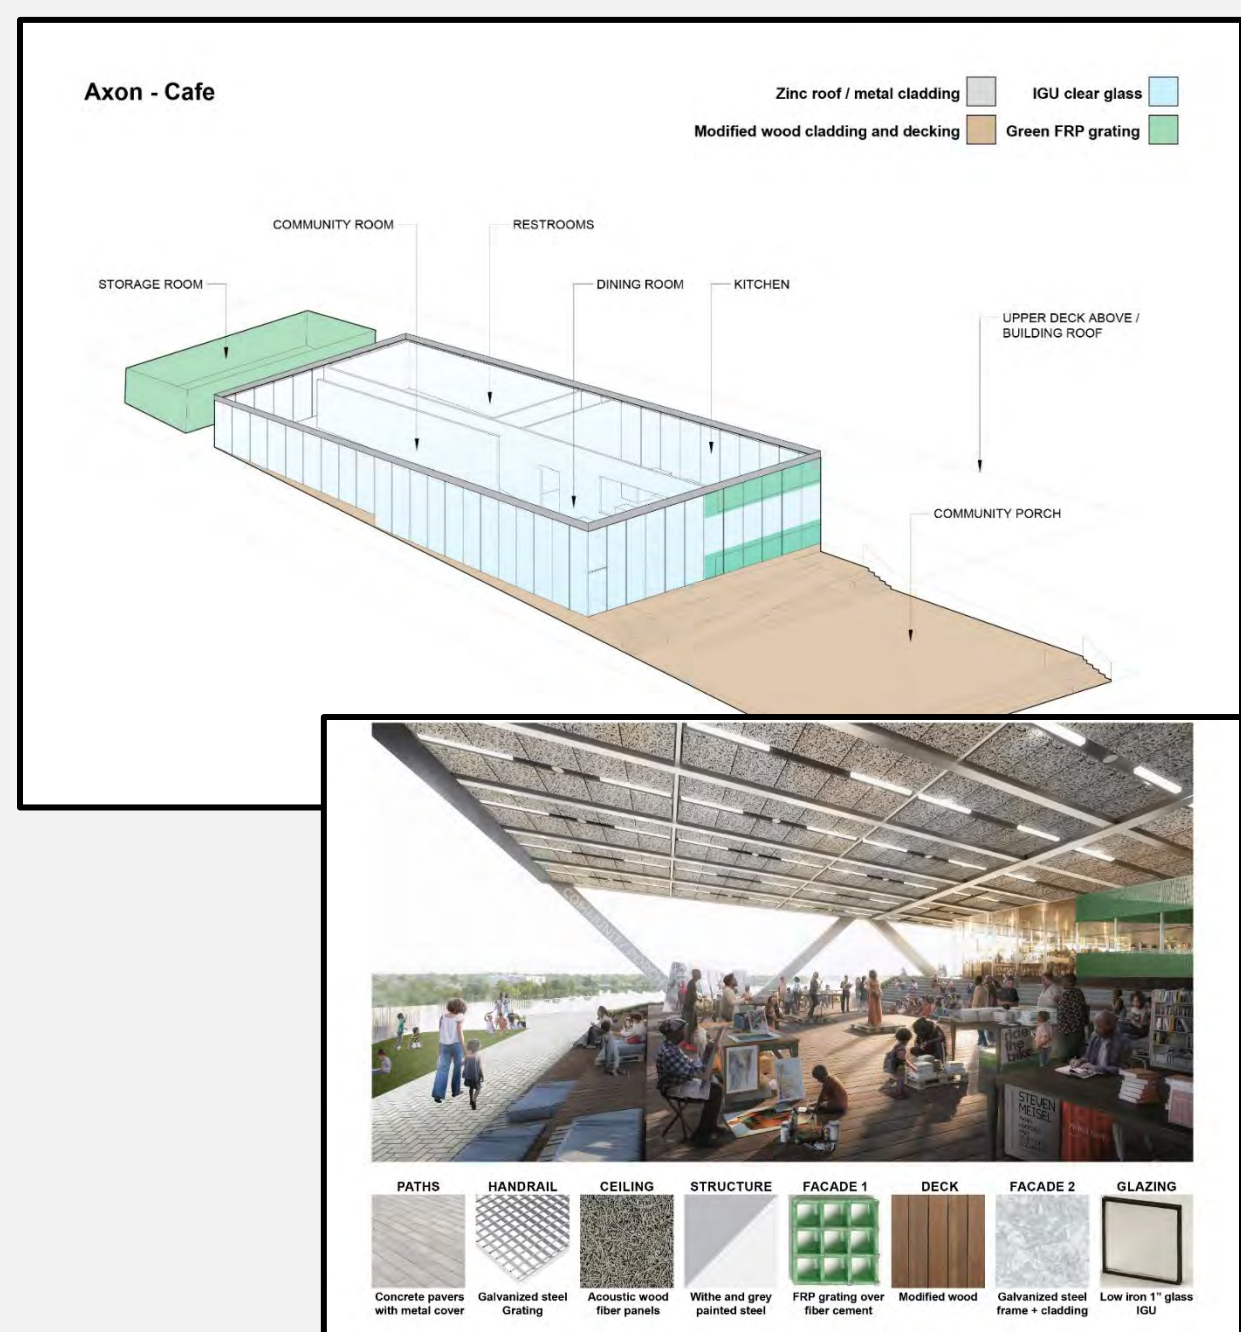 Axon - Cafe
Zinc roof / metal cladding
IGU clear glass
Modified wood cladding and decking
Green FRP grating
COMMUNITY ROOM
RESTROOMS
STORAGE ROOM
DINING ROOM
KITCHEN
UPPER DECK ABOVE /
BUILDING ROOF
COMMUNITY PORCH
ride
the
bike
STEVEN
MEISEL
PATHS
HANDRAIL
CEILING
STRUCTURE
FACADE 1
DECK
FACADE 2
GLAZING
Concrete pavers
with metal cover
Galvanized steel
Grating
Acoustic wood
fiber panels
Withe and grey
painted steel
FRP grating over
fiber cement
Modified wood
Galvanized steel
frame + cladding
Low iron 1" glass
IGU